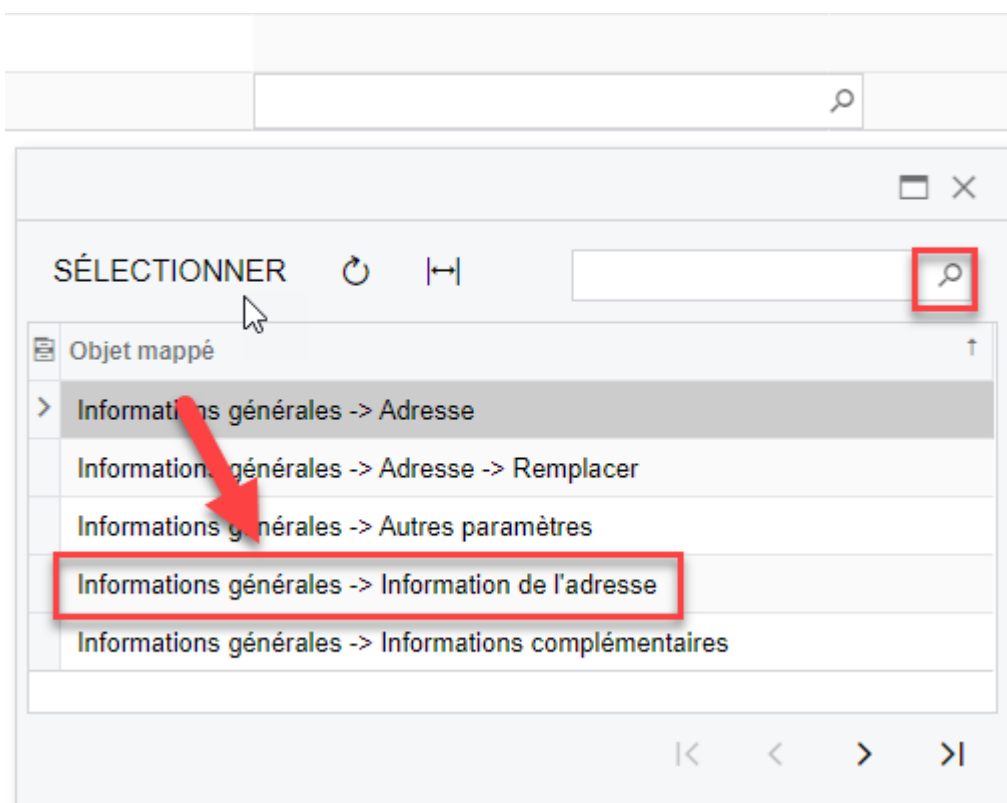 SÉLECTIONNER
Objet mappé
Informations générales -> Adresse
Informations générales -> Adresse -> Remplacer
Informations générales -> Autres paramètres
Informations générales -> Information de l'adresse
Informations générales -> Informations complémentaires